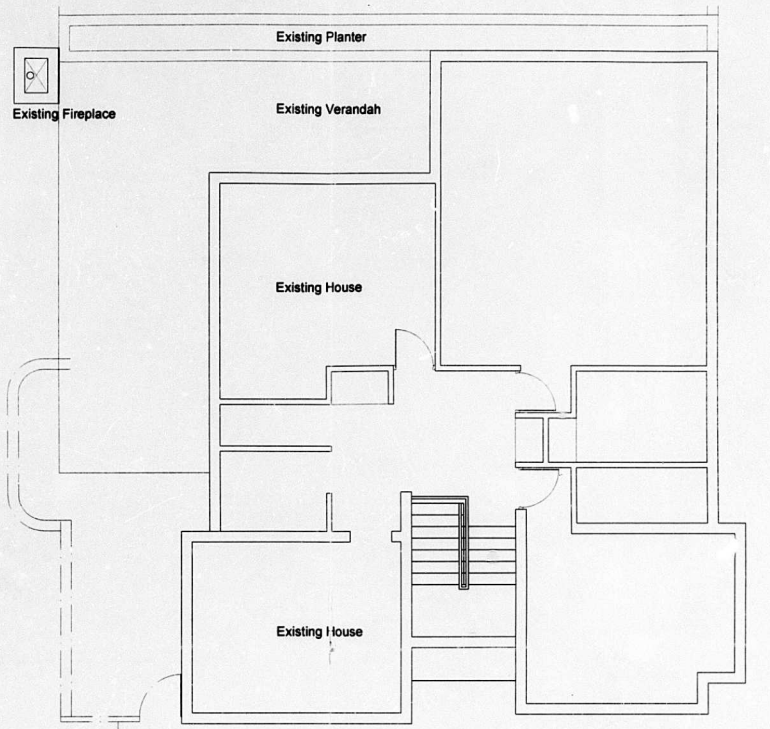 Existing Planter
Existing Verandah
Existing Fireplace
Existing House
Existing House